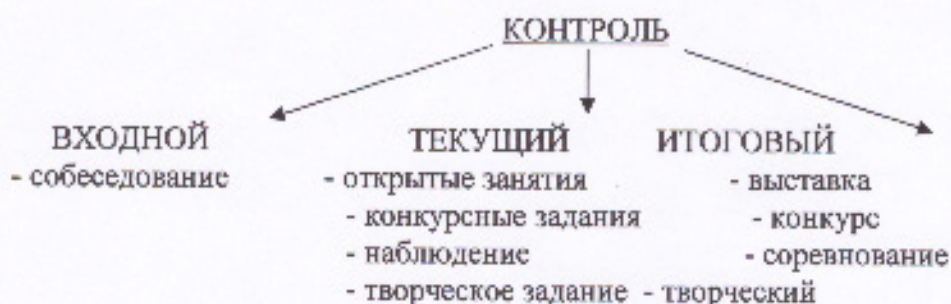 КОНТРОЛЬ
ВХОДНОЙ ТЕКУЩИЙ ИТОГОВЫЙ
- собеседование - открытые занятия - выставка
- конкурсные задания - конкурс
- наблюдение - соревнование
- творческое задание - творческий